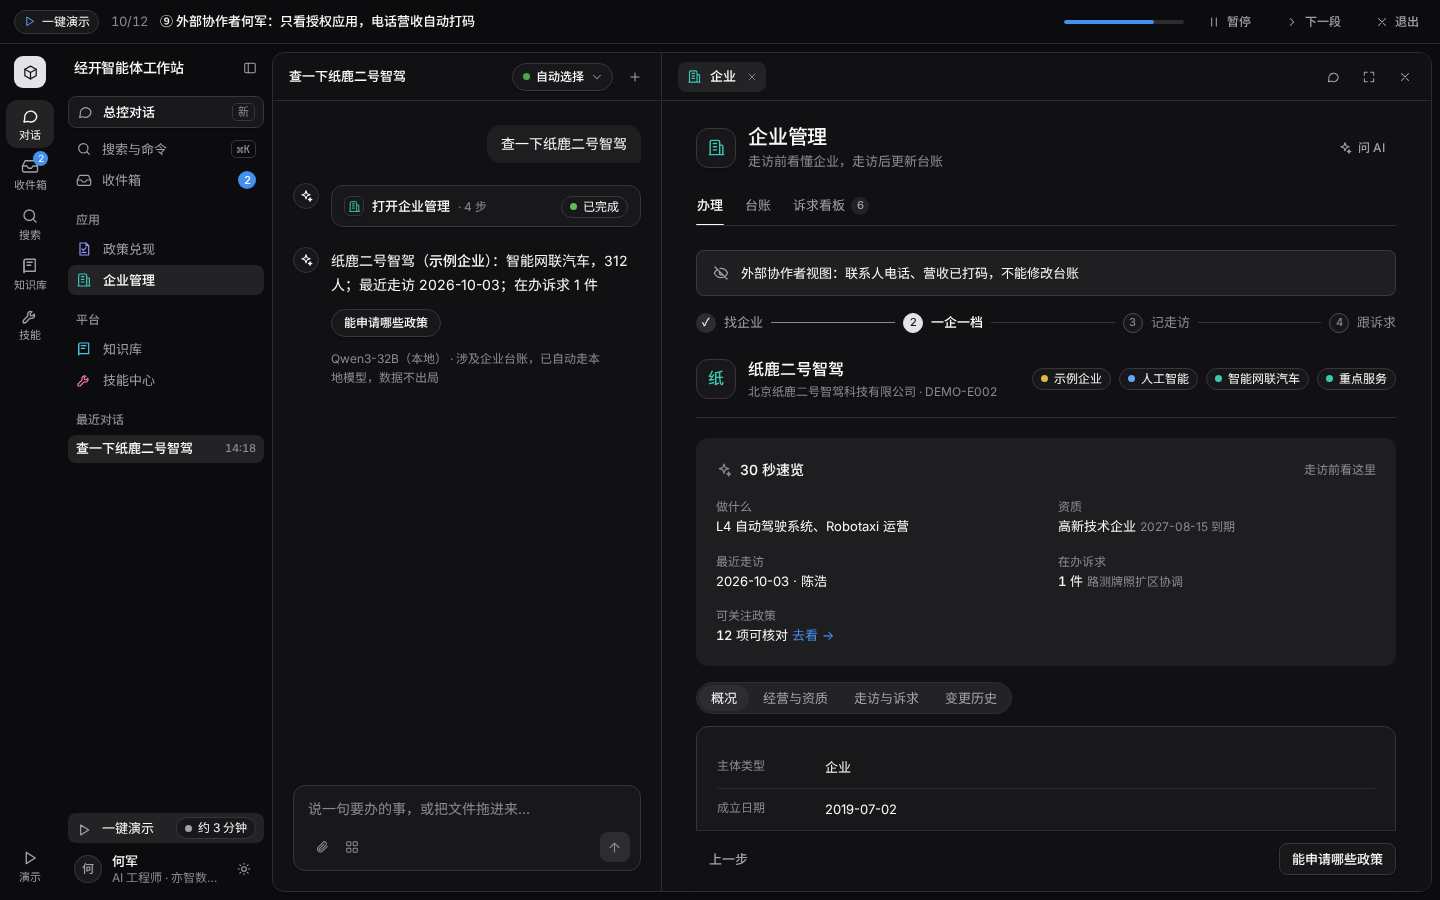 一键演示
10/12
⑨ 外部协作者何军：只看授权应用，电话营收自动打码
暂停
下一段
退出
对话
2
收件箱
搜索
知识库
技能
演示
经开智能体工作站
总控对话
新
搜索与命令
⌘K
收件箱
2
应用
政策兑现
企业管理
平台
知识库
技能中心
最近对话
查一下纸鹿二号智驾
14:18
一键演示
约 3 分钟
何
何军
AI 工程师 · 亦智数...
查一下纸鹿二号智驾
自动选择
查一下纸鹿二号智驾
打开企业管理 · 4 步
已完成
纸鹿二号智驾（示例企业）：智能网联汽车，312
人；最近走访 2026-10-03；在办诉求 1 件
能申请哪些政策
Qwen3-32B（本地） · 涉及企业台账，已自动走本
地模型，数据不出局
说一句要办的事，或把文件拖进来...
企业
企业管理
走访前看懂企业，走访后更新台账
问 AI
办理
台账
诉求看板 6
外部协作者视图：联系人电话、营收已打码，不能修改台账
✓ 找企业
2 一企一档
3 记走访
4 跟诉求
纸
纸鹿二号智驾
北京纸鹿二号智驾科技有限公司 · DEMO-E002
示例企业
人工智能
智能网联汽车
重点服务
30 秒速览
走访前看这里
做什么
L4 自动驾驶系统、Robotaxi 运营
资质
高新技术企业 2027-08-15 到期
最近走访
2026-10-03 · 陈浩
在办诉求
1 件 路测牌照扩区协调
可关注政策
12 项可核对 去看 →
概况
经营与资质
走访与诉求
变更历史
主体类型
企业
成立日期
2019-07-02
上一步
能申请哪些政策